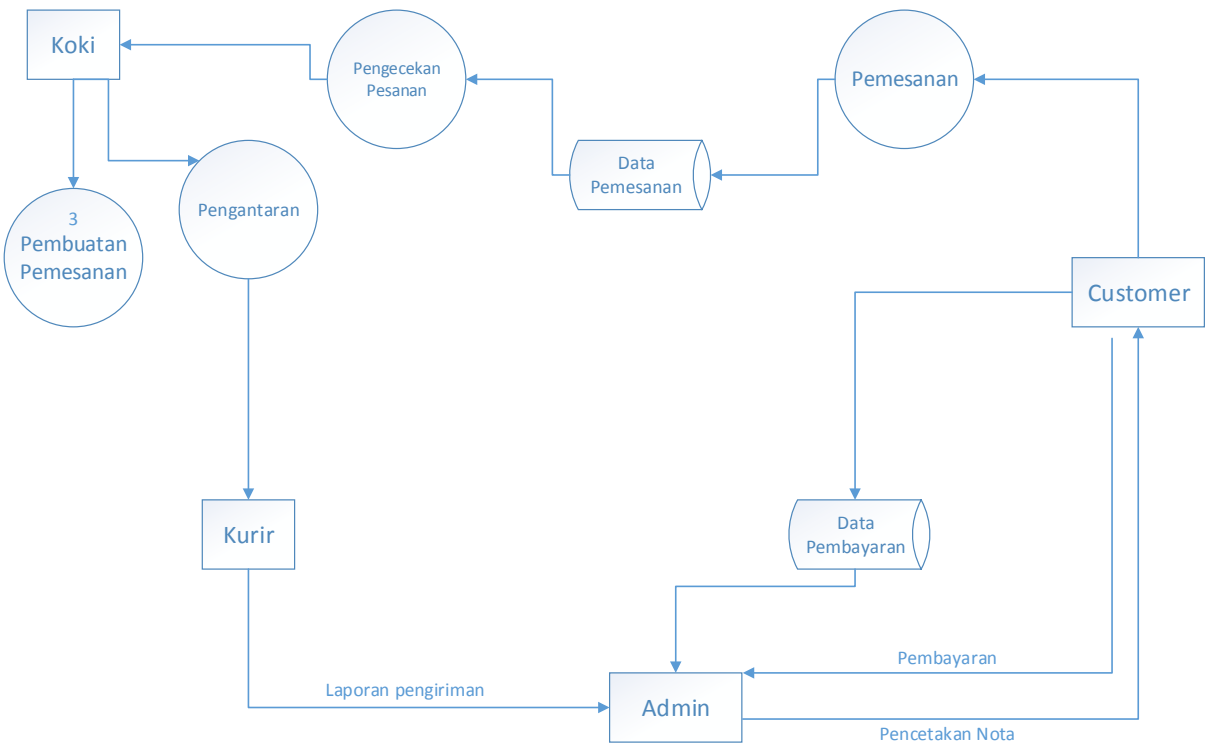 Koki
Pengecekan
Pesanan
Pemesanan
Data
Pemesanan
Pengantaran
3
Pembuatan
Pemesanan
Customer
Kurir
Data
Pembayaran
Pembayaran
Laporan pengiriman
Admin
Pencetakan Nota